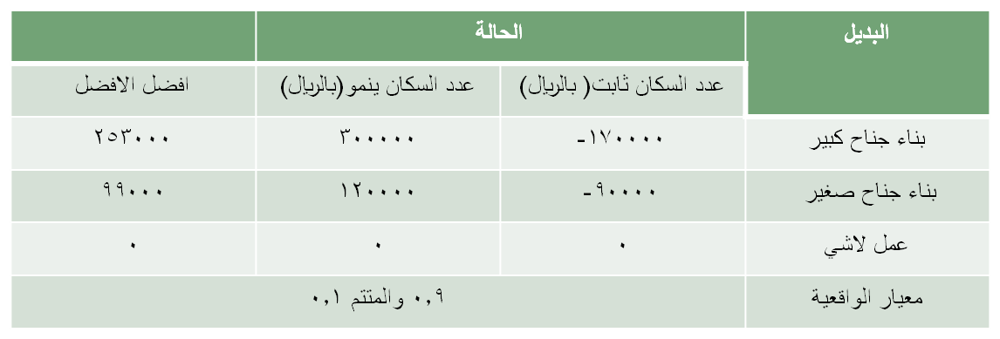 البديل
الحالة
عدد السكان ثابت( بالريال)
عدد السكان ينمو(بالريال)
افضل الافضل
بناء جناح كبير
١٧٠٠٠٠-
٣٠٠٠٠٠
٢٥٣٠٠٠
بناء جناح صغير
٩٠٠٠٠-
١٢٠٠٠٠
٩٩٠٠٠
عمل لاشي
٠
٠
٠
معيار الواقعية
٠,٩ والمتتم ٠,١